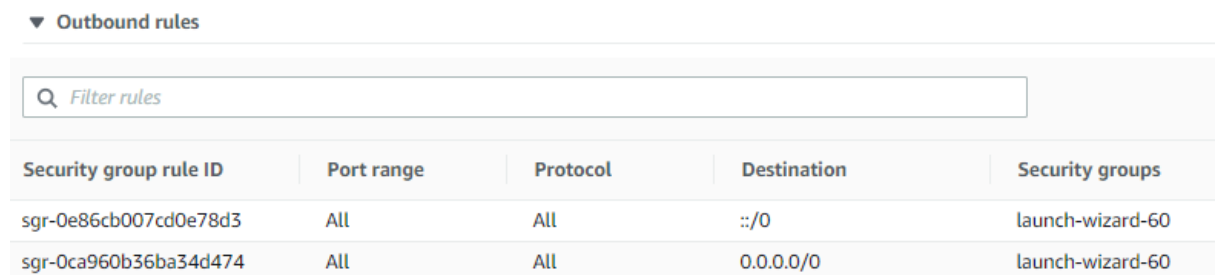 ▼ Outbound rules
Filter rules
Security group rule ID Port range Protocol Destination Security groups
sgr-0e86cb007cd0e78d3 All All ::/0 launch-wizard-60
sgr-0ca960b36ba34d474 All All 0.0.0.0/0 launch-wizard-60